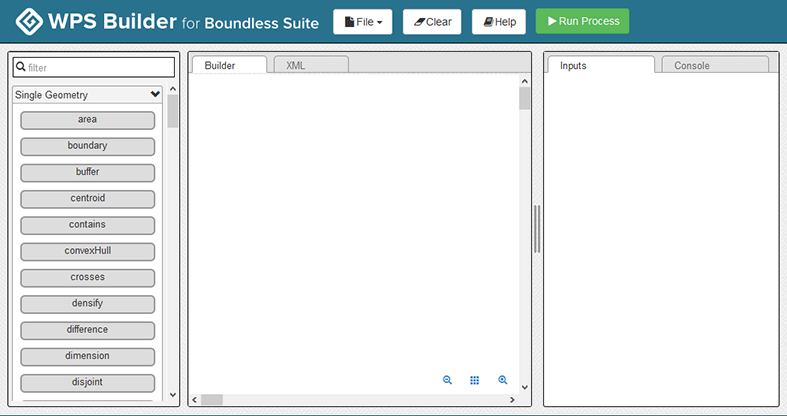 WPS Builder for Boundless Suite
File
Clear
Help
Run Process
filter
Single Geometry
area
boundary
buffer
centroid
contains
convexHull
crosses
densify
difference
dimension
disjoint
Builder
XML
Inputs
Console